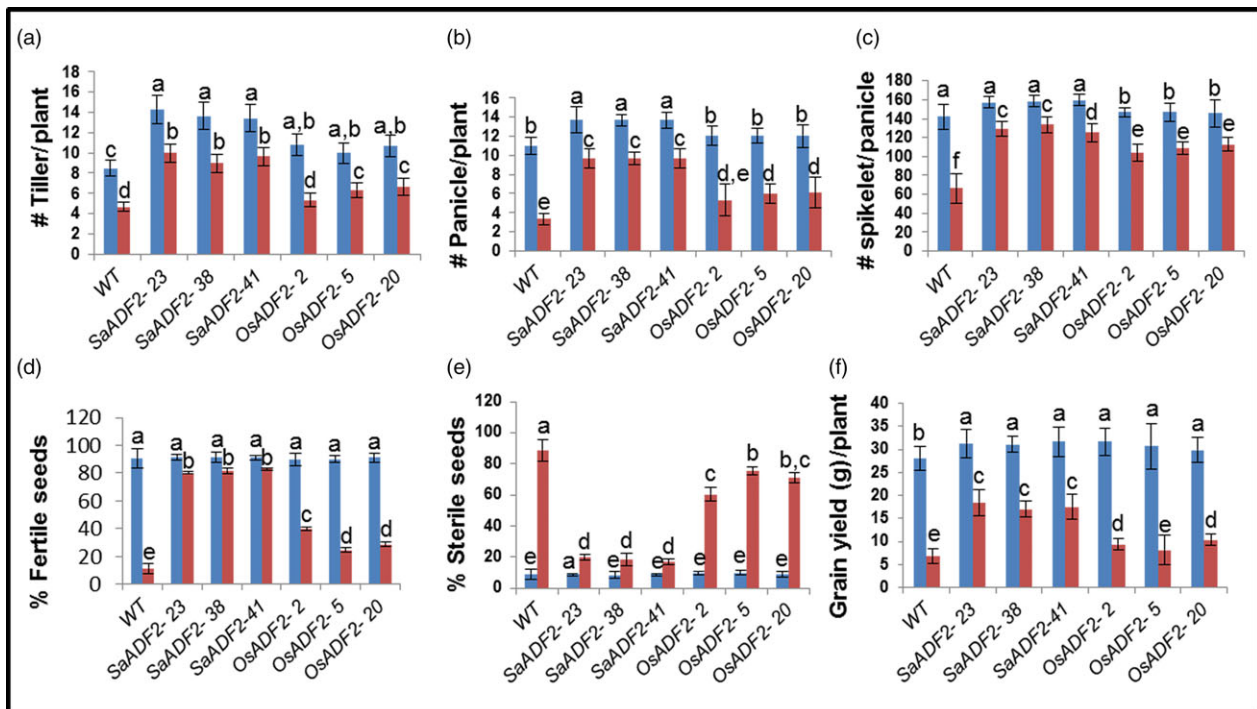 (a)
# Tiller/plant
18
16
14
12
10
8
6
4
2
0
c d a b a b a b a,b d a,b c a,b c
WT SaADF2- 23 SaADF2- 38 SaADF2-41 OsADF2- 2 OsADF2- 5 OsADF2- 20
(b)
# Panicle/plant
16
14
12
10
8
6
4
2
0
b e a c a c a c b d,e b d b d
WT SaADF2- 23 SaADF2- 38 SaADF2-41 OsADF2- 2 OsADF2- 5 OsADF2- 20
(c)
# spikelet/panicle
180
160
140
120
100
80
60
40
20
0
a f a c a c a d b e b e b e
WT SaADF2- 23 SaADF2- 38 SaADF2-41 OsADF2- 2 OsADF2- 5 OsADF2- 20
(d)
% Fertile seeds
120
100
80
60
40
20
0
a e a b a b a b a c a d a d
WT SaADF2- 23 SaADF2- 38 SaADF2-41 OsADF2- 2 OsADF2- 5 OsADF2- 20
(e)
% Sterile seeds
120
100
80
60
40
20
0
e a a d e d e d e c e b e b,c
WT SaADF2- 23 SaADF2- 38 SaADF2- 41 OsADF2- 2 OsADF2- 5 OsADF2- 20
(f)
Grain yield (g)/plant
40
35
30
25
20
15
10
5
0
b e a c a c a c a d a e a d
WT SaADF2- 23 SaADF2- 38 SaADF2-41 OsADF2- 2 OsADF2- 5 OsADF2- 20